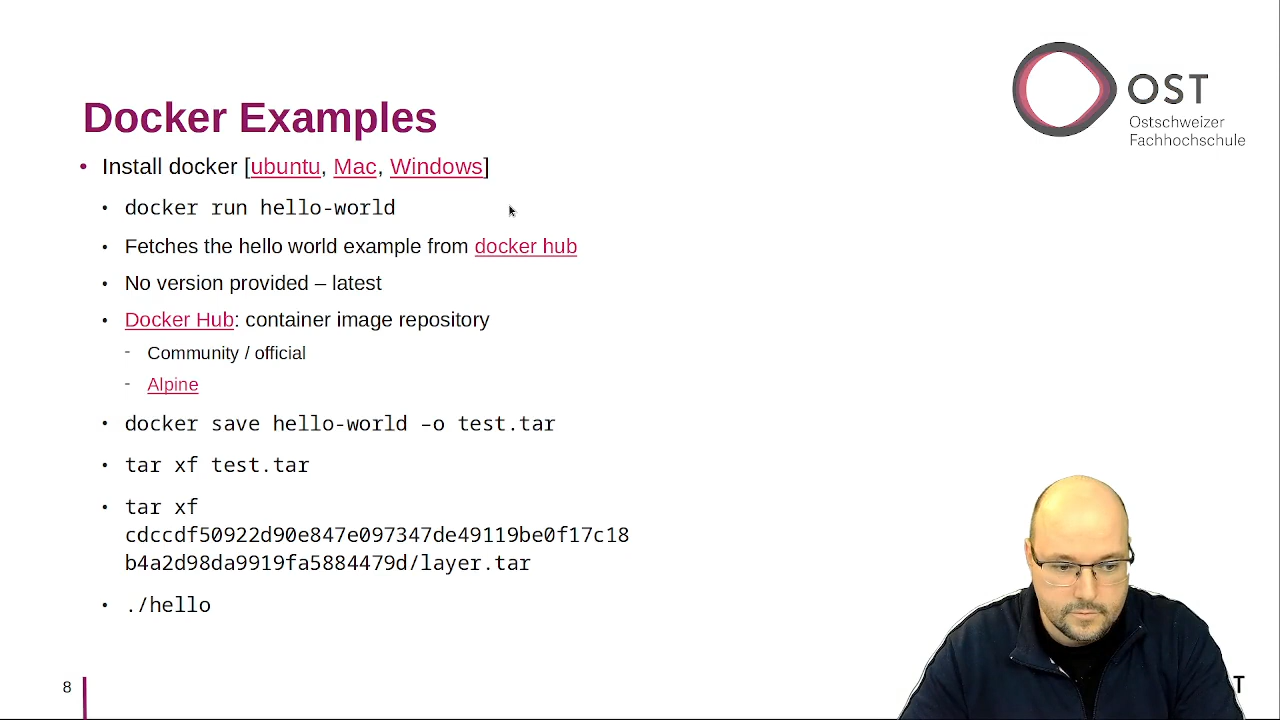 OST
Ostschweizer
Fachhochschule
Docker Examples
• Install docker [ubuntu, Mac, Windows]
• docker run hello-world
• Fetches the hello world example from docker hub
• No version provided – latest
• Docker Hub: container image repository
- Community / official
- Alpine
• docker save hello-world –o test.tar
• tar xf test.tar
• tar xf
cdccdf50922d90e847e097347de49119be0f17c18
b4a2d98da9919fa5884479d/layer.tar
• ./hello
8
T